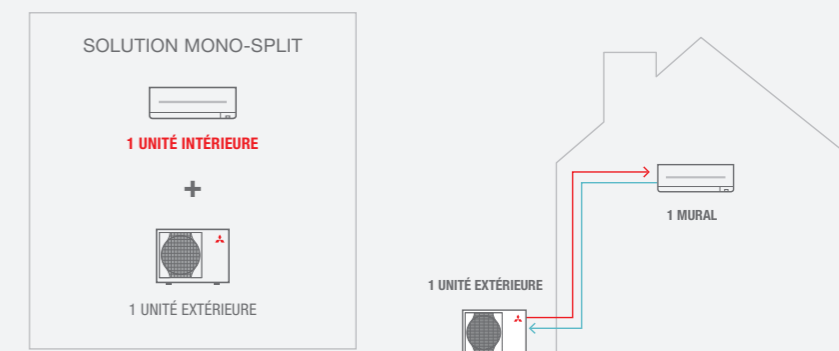 SOLUTION MONO-SPLIT
1 UNITÉ INTÉRIEURE
+
1 UNITÉ EXTÉRIEURE
1 MURAL
1 UNITÉ EXTÉRIEURE